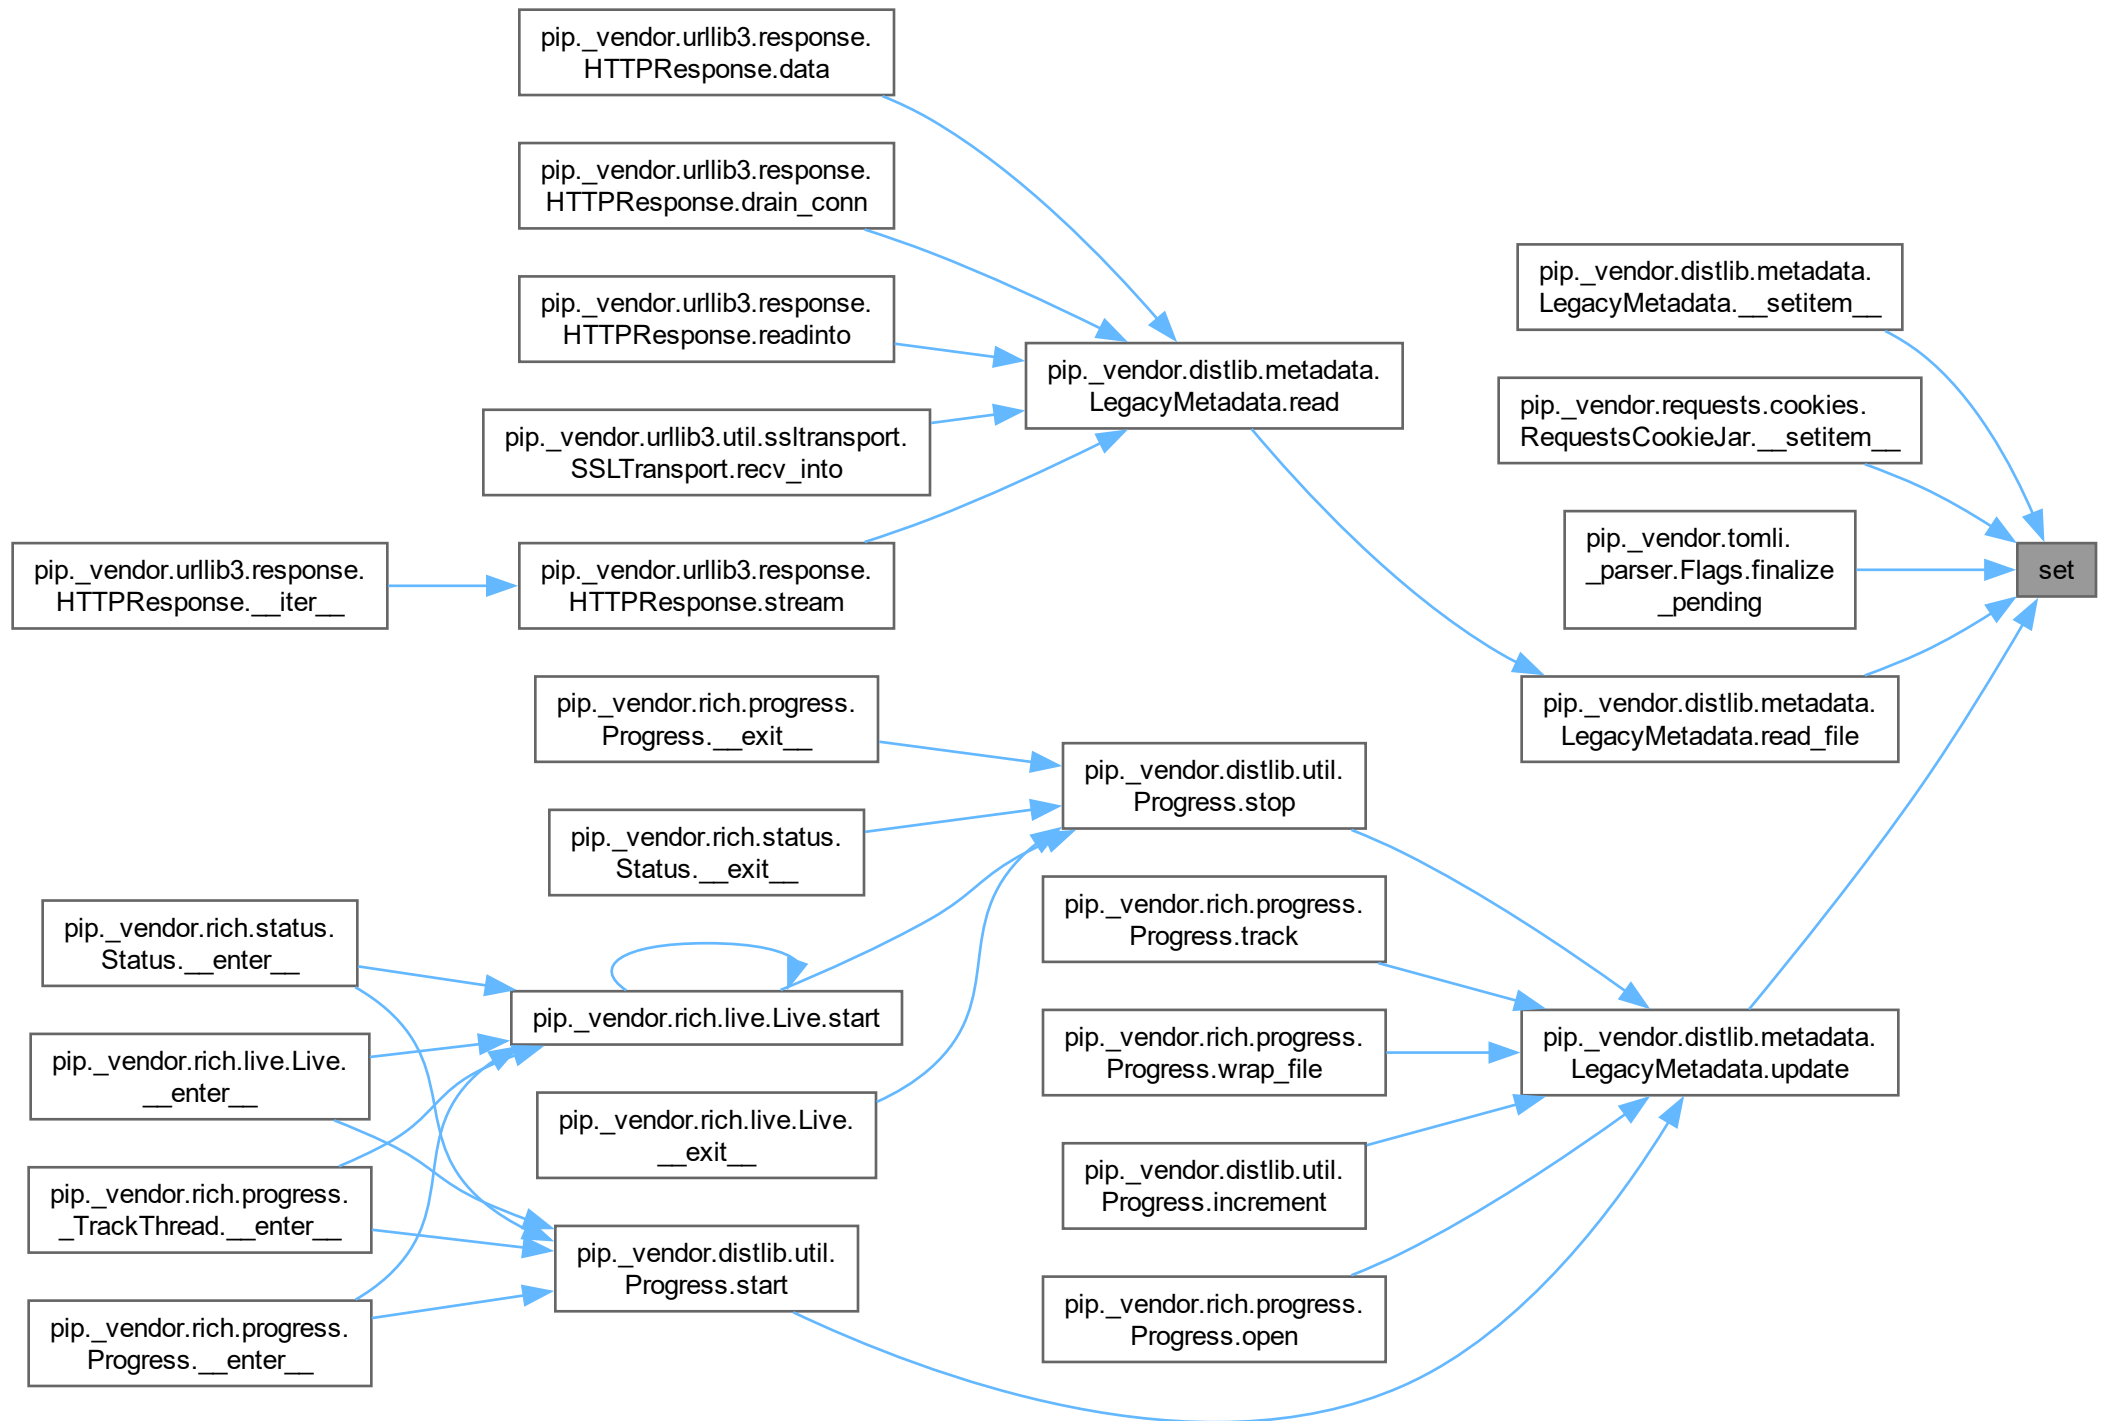 pip._vendor.urllib3.response.
HTTPResponse.data
pip._vendor.urllib3.response.
HTTPResponse.drain_conn
pip._vendor.urllib3.response.
HTTPResponse.readinto
pip._vendor.urllib3.util.ssltransport.
SSLTransport.recv_into
pip._vendor.urllib3.response.
HTTPResponse.__iter__
pip._vendor.urllib3.response.
HTTPResponse.stream
pip._vendor.distlib.metadata.
LegacyMetadata.read
pip._vendor.distlib.metadata.
LegacyMetadata.__setitem__
pip._vendor.requests.cookies.
RequestsCookieJar.__setitem__
pip._vendor.tomli.
_parser.Flags.finalize
_pending
set
pip._vendor.distlib.metadata.
LegacyMetadata.read_file
pip._vendor.rich.progress.
Progress.__exit__
pip._vendor.rich.status.
Status.__exit__
pip._vendor.distlib.util.
Progress.stop
pip._vendor.rich.progress.
Progress.track
pip._vendor.rich.status.
Status.__enter__
pip._vendor.rich.live.Live.start
pip._vendor.rich.live.Live.
__enter__
pip._vendor.rich.live.Live.
__exit__
pip._vendor.rich.progress.
Progress.wrap_file
pip._vendor.distlib.metadata.
LegacyMetadata.update
pip._vendor.distlib.util.
Progress.increment
pip._vendor.rich.progress.
_TrackThread.__enter__
pip._vendor.distlib.util.
Progress.start
pip._vendor.rich.progress.
Progress.open
pip._vendor.rich.progress.
Progress.__enter__